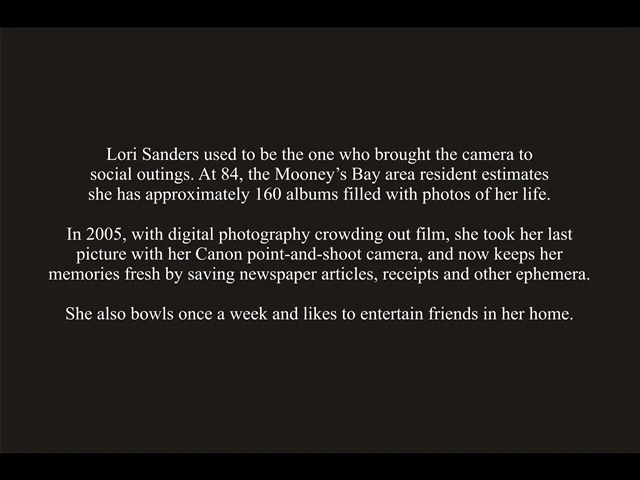 Lori Sanders used to be the one who brought the camera to
social outings. At 84, the Mooney's Bay area resident estimates
she has approximately 160 albums filled with photos of her life.
In 2005, with digital photography crowding out film, she took her last
picture with her Canon point-and-shoot camera, and now keeps her
memories fresh by saving newspaper articles, receipts and other ephemera.
She also bowls once a week and likes to entertain friends in her home.